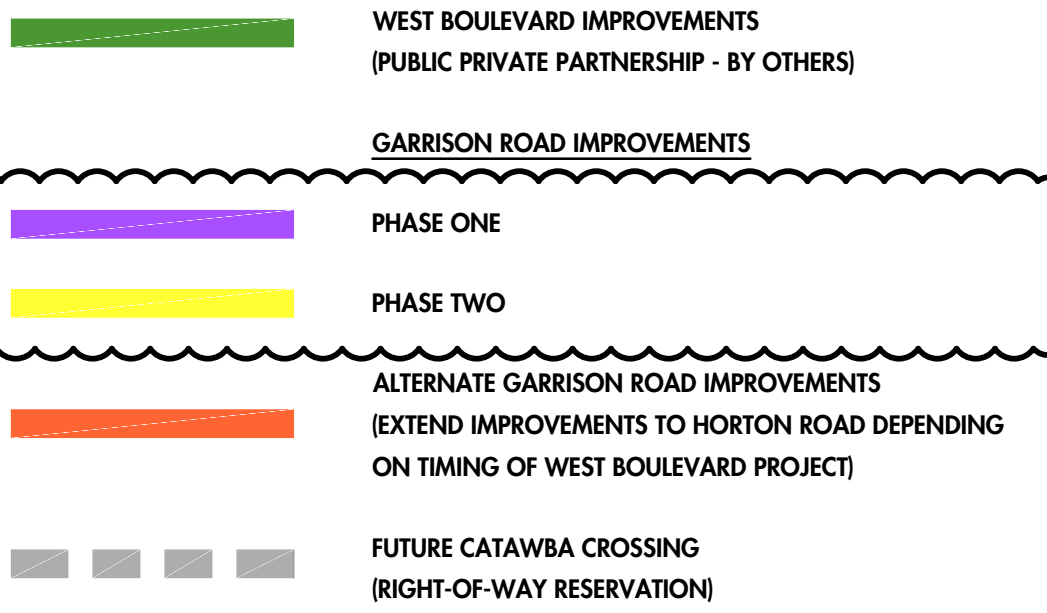 WEST BOULEVARD IMPROVEMENTS
(PUBLIC PRIVATE PARTNERSHIP - BY OTHERS)
GARRISON ROAD IMPROVEMENTS
PHASE ONE
PHASE TWO
ALTERNATE GARRISON ROAD IMPROVEMENTS
(EXTEND IMPROVEMENTS TO HORTON ROAD DEPENDING
ON TIMING OF WEST BOULEVARD PROJECT)
FUTURE CATAWBA CROSSING
(RIGHT-OF-WAY RESERVATION)